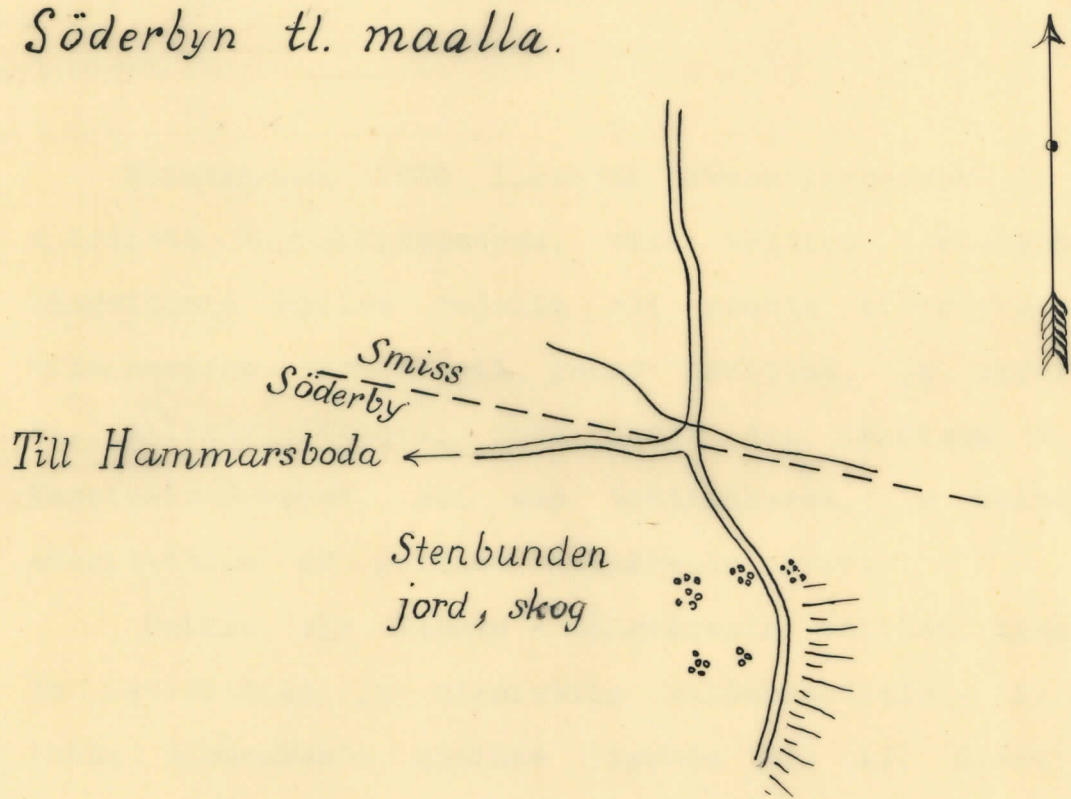 Söderbyn tl. maalla.
Smiss
Söderby
Till Hammarsboda
Stenbunden
jord, skog